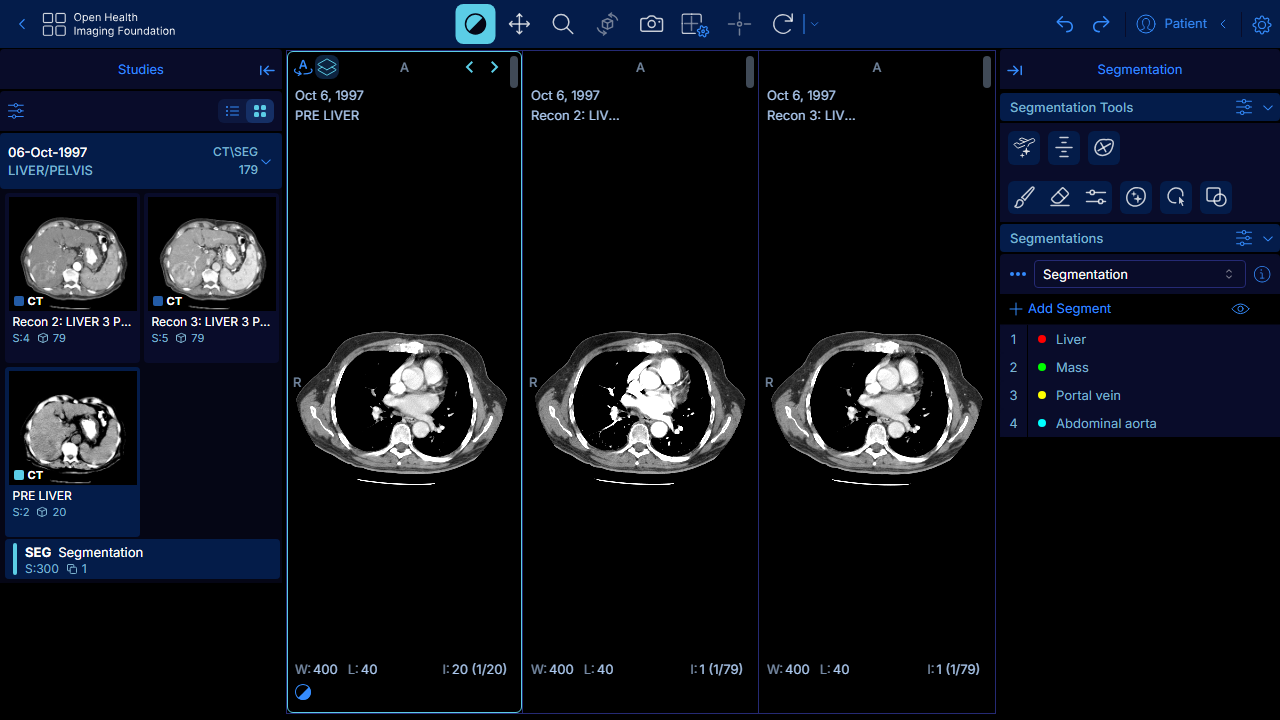 Open Health
Imaging Foundation
Patient
Studies
06-Oct-1997
CT\SEG
LIVER/PELVIS
179
CT
CT
Recon 2: LIVER 3 P...
Recon 3: LIVER 3 P...
S:4 79
S:5 79
CT
PRE LIVER
S:2 20
SEG Segmentation
S:300 1
A
A
Oct 6, 1997
PRE LIVER
R
W:400 L:40 I:20 (1/20)
A
Oct 6, 1997
Recon 2: LIV...
R
W:400 L:40 I:1 (1/79)
A
Oct 6, 1997
Recon 3: LIV...
R
W:400 L:40 I:1 (1/79)
Segmentation
Segmentation Tools
Segmentations
Segmentation
Add Segment
1 Liver
2 Mass
3 Portal vein
4 Abdominal aorta